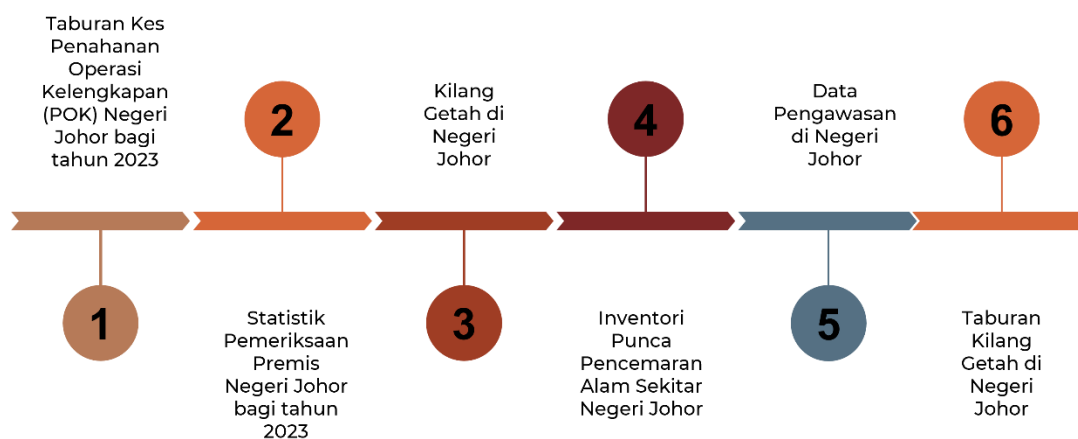 Taburan Kes
Penahanan
Operasi
Kelengkapan
(POK) Negeri
Johor bagi
tahun 2023
1
2
Statistik
Pemeriksaan
Premis
Negeri Johor
bagi tahun
2023
Kilang
Getah di
Negeri
Johor
3
4
Inventori
Punca
Pencemaran
Alam Sekitar
Negeri Johor
Data
Pengawasan
di Negeri
Johor
5
6
Taburan
Kilang
Getah di
Negeri
Johor